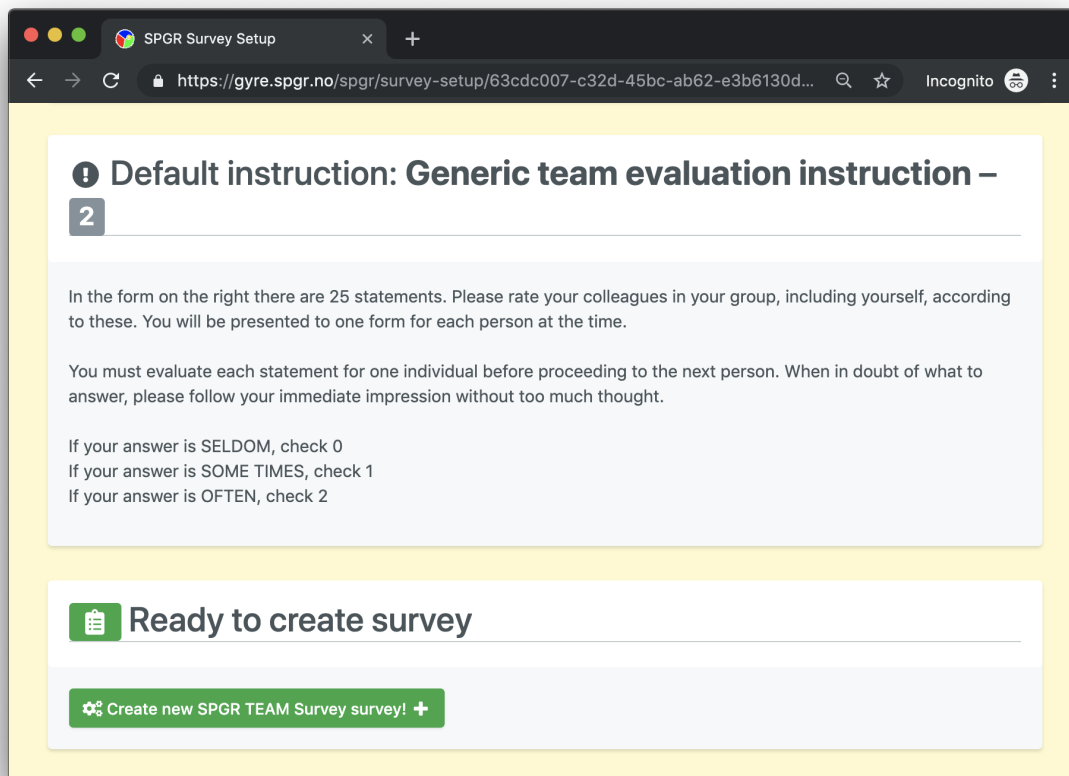 SPGR Survey Setup
https://gyre.spgr.no/spgr/survey-setup/63cdc007-c32d-45bc-ab62-e3b6130d...
Incognito
Default instruction: Generic team evaluation instruction –
2
In the form on the right there are 25 statements. Please rate your colleagues in your group, including yourself, according
to these. You will be presented to one form for each person at the time.
You must evaluate each statement for one individual before proceeding to the next person. When in doubt of what to
answer, please follow your immediate impression without too much thought.
If your answer is SELDOM, check 0
If your answer is SOME TIMES, check 1
If your answer is OFTEN, check 2
Ready to create survey
Create new SPGR TEAM Survey survey!